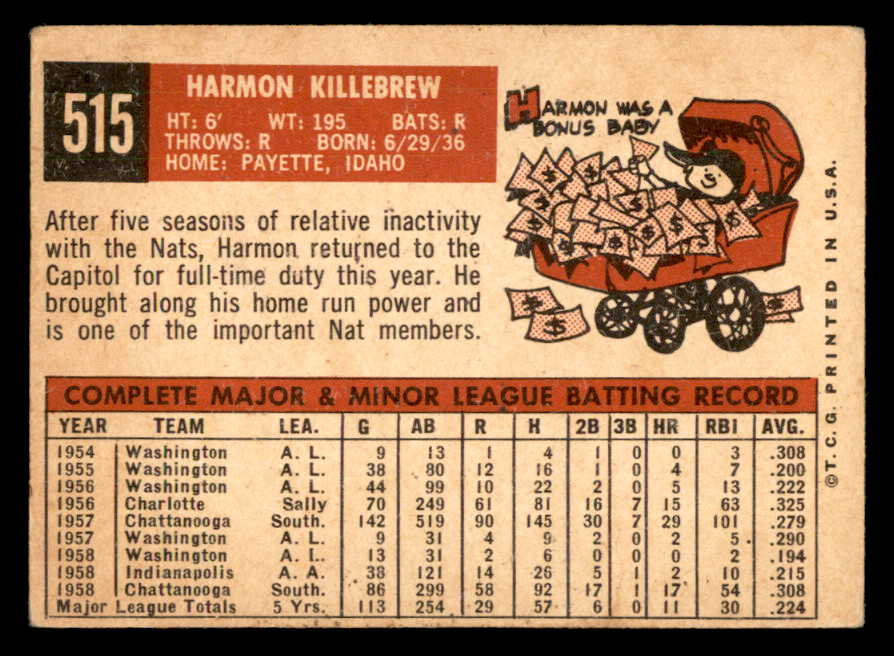 515
HARMON KILLEBREW
HT: 6' WT: 195 BATS: R
THROWS: R BORN: 6/29/36
HOME: PAYETTE, IDAHO
HARMON WAS A
BONUS BABY
After five seasons of relative inactivity
with the Nats, Harmon returned to the
Capitol for full-time duty this year. He
brought along his home run power and
is one of the important Nat members.
COMPLETE MAJOR & MINOR LEAGUE BATTING RECORD
YEAR TEAM LEA. G AB R H 2B 3B HR RBI AVG.
1954 Washington A. L. 9 13 1 4 1 0 0 3 .308
1955 Washington A. L. 38 80 12 16 1 0 4 7 .200
1956 Washington A. L. 44 99 10 22 2 0 5 13 .222
1956 Charlotte Sally 70 249 61 81 16 7 15 63 .325
1957 Chattanooga South. 142 519 90 145 30 7 29 101 .279
1957 Washington A. L. 9 31 4 9 2 0 2 5 .290
1958 Washington A. L. 13 31 2 6 0 0 0 2 .194
1958 Indianapolis A. A. 38 121 14 26 5 1 2 10 .215
1958 Chattanooga South. 86 299 58 92 17 1 17 54 .308
Major League Totals 5 Yrs. 113 254 29 57 6 0 11 30 .224
©T. C. G. PRINTED IN U. S. A.